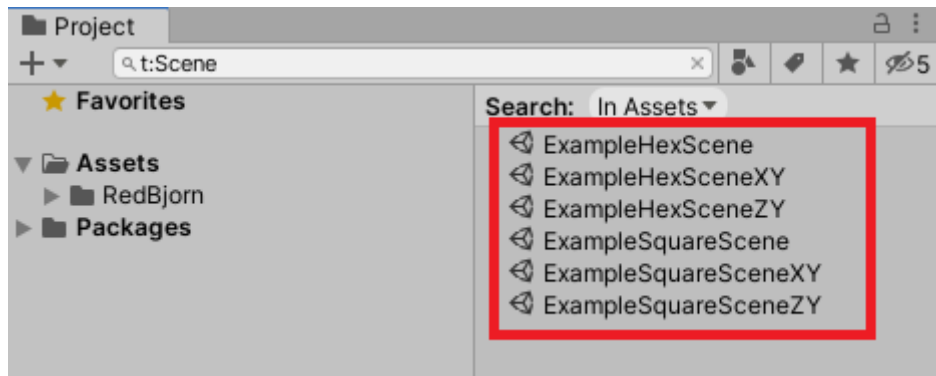 Project
t:Scene
5
Favorites
Assets
RedBjorn
Packages
Search: In Assets
ExampleHexScene
ExampleHexSceneXY
ExampleHexSceneZY
ExampleSquareScene
ExampleSquareSceneXY
ExampleSquareSceneZY